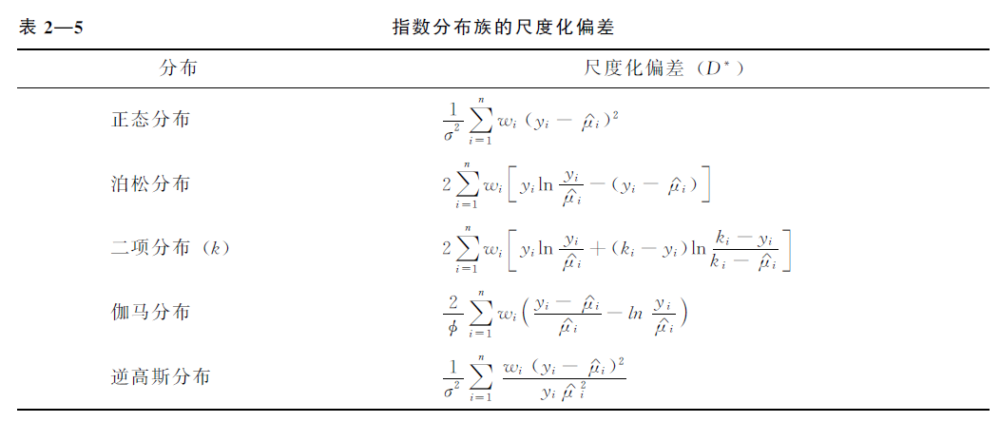 表 2—5 指数分布族的尺度化偏差
分布 尺度化偏差（D*）
正态分布 $\frac{1}{\sigma^2}\sum_{i=1}^{n} w_i (y_i - \hat{\mu}_i)^2$
泊松分布 $2\sum_{i=1}^{n} w_i \left[ y_i \ln \frac{y_i}{\hat{\mu}_i} - (y_i - \hat{\mu}_i) \right]$
二项分布（k） $2\sum_{i=1}^{n} w_i \left[ y_i \ln \frac{y_i}{\hat{\mu}_i} + (k_i - y_i) \ln \frac{k_i - y_i}{k_i - \hat{\mu}_i} \right]$
伽马分布 $\frac{2}{\phi}\sum_{i=1}^{n} w_i \left( \frac{y_i - \hat{\mu}_i}{\hat{\mu}_i} - ln \frac{y_i}{\hat{\mu}_i} \right)$
逆高斯分布 $\frac{1}{\sigma^2}\sum_{i=1}^{n} \frac{w_i (y_i - \hat{\mu}_i)^2}{y_i \hat{\mu}_i^2}$